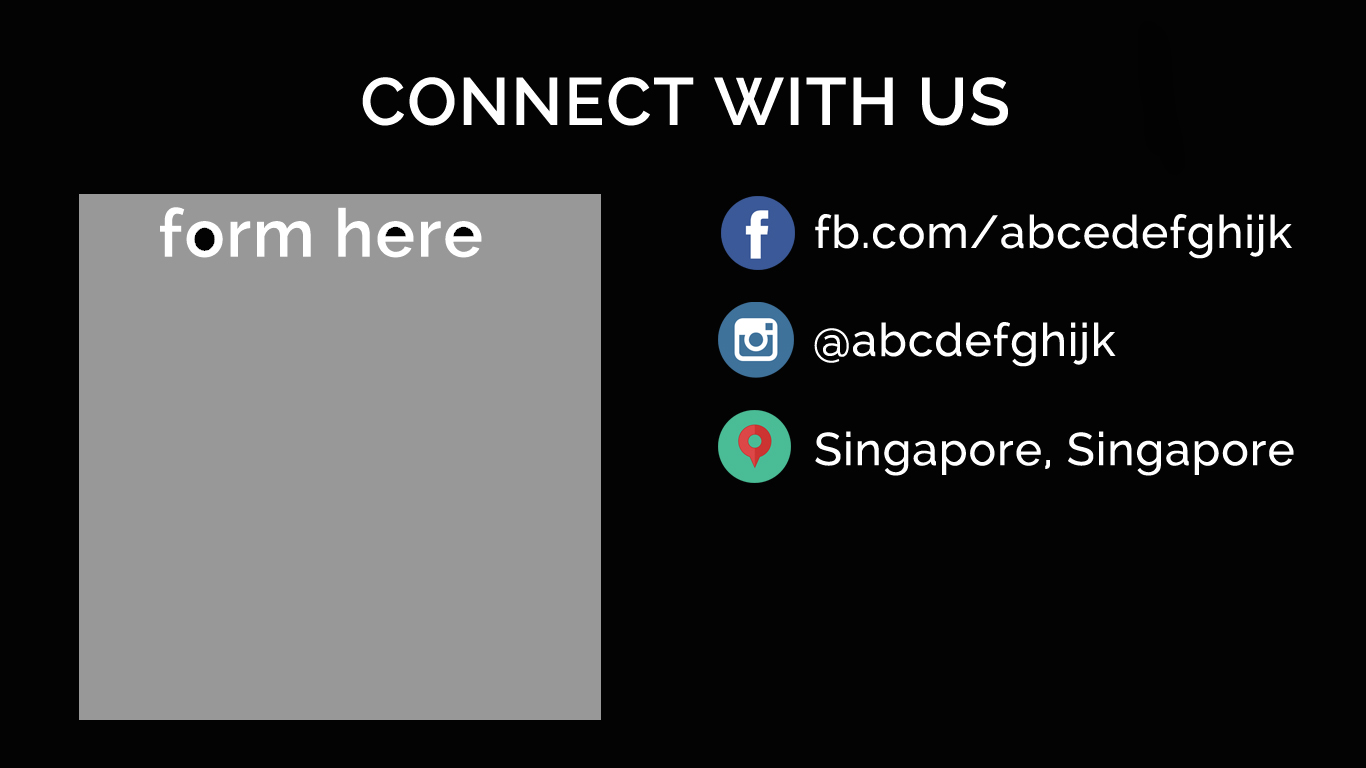 CONNECT WITH US
form here
fb.com/abcedefghijk
@abcdefghijk
Singapore, Singapore